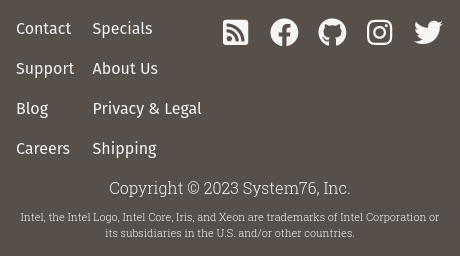 Contact
Specials
Support
About Us
Blog
Privacy & Legal
Careers
Shipping
Copyright © 2023 System76, Inc.
Intel, the Intel Logo, Intel Core, Iris, and Xeon are trademarks of Intel Corporation or
its subsidiaries in the U.S. and/or other countries.